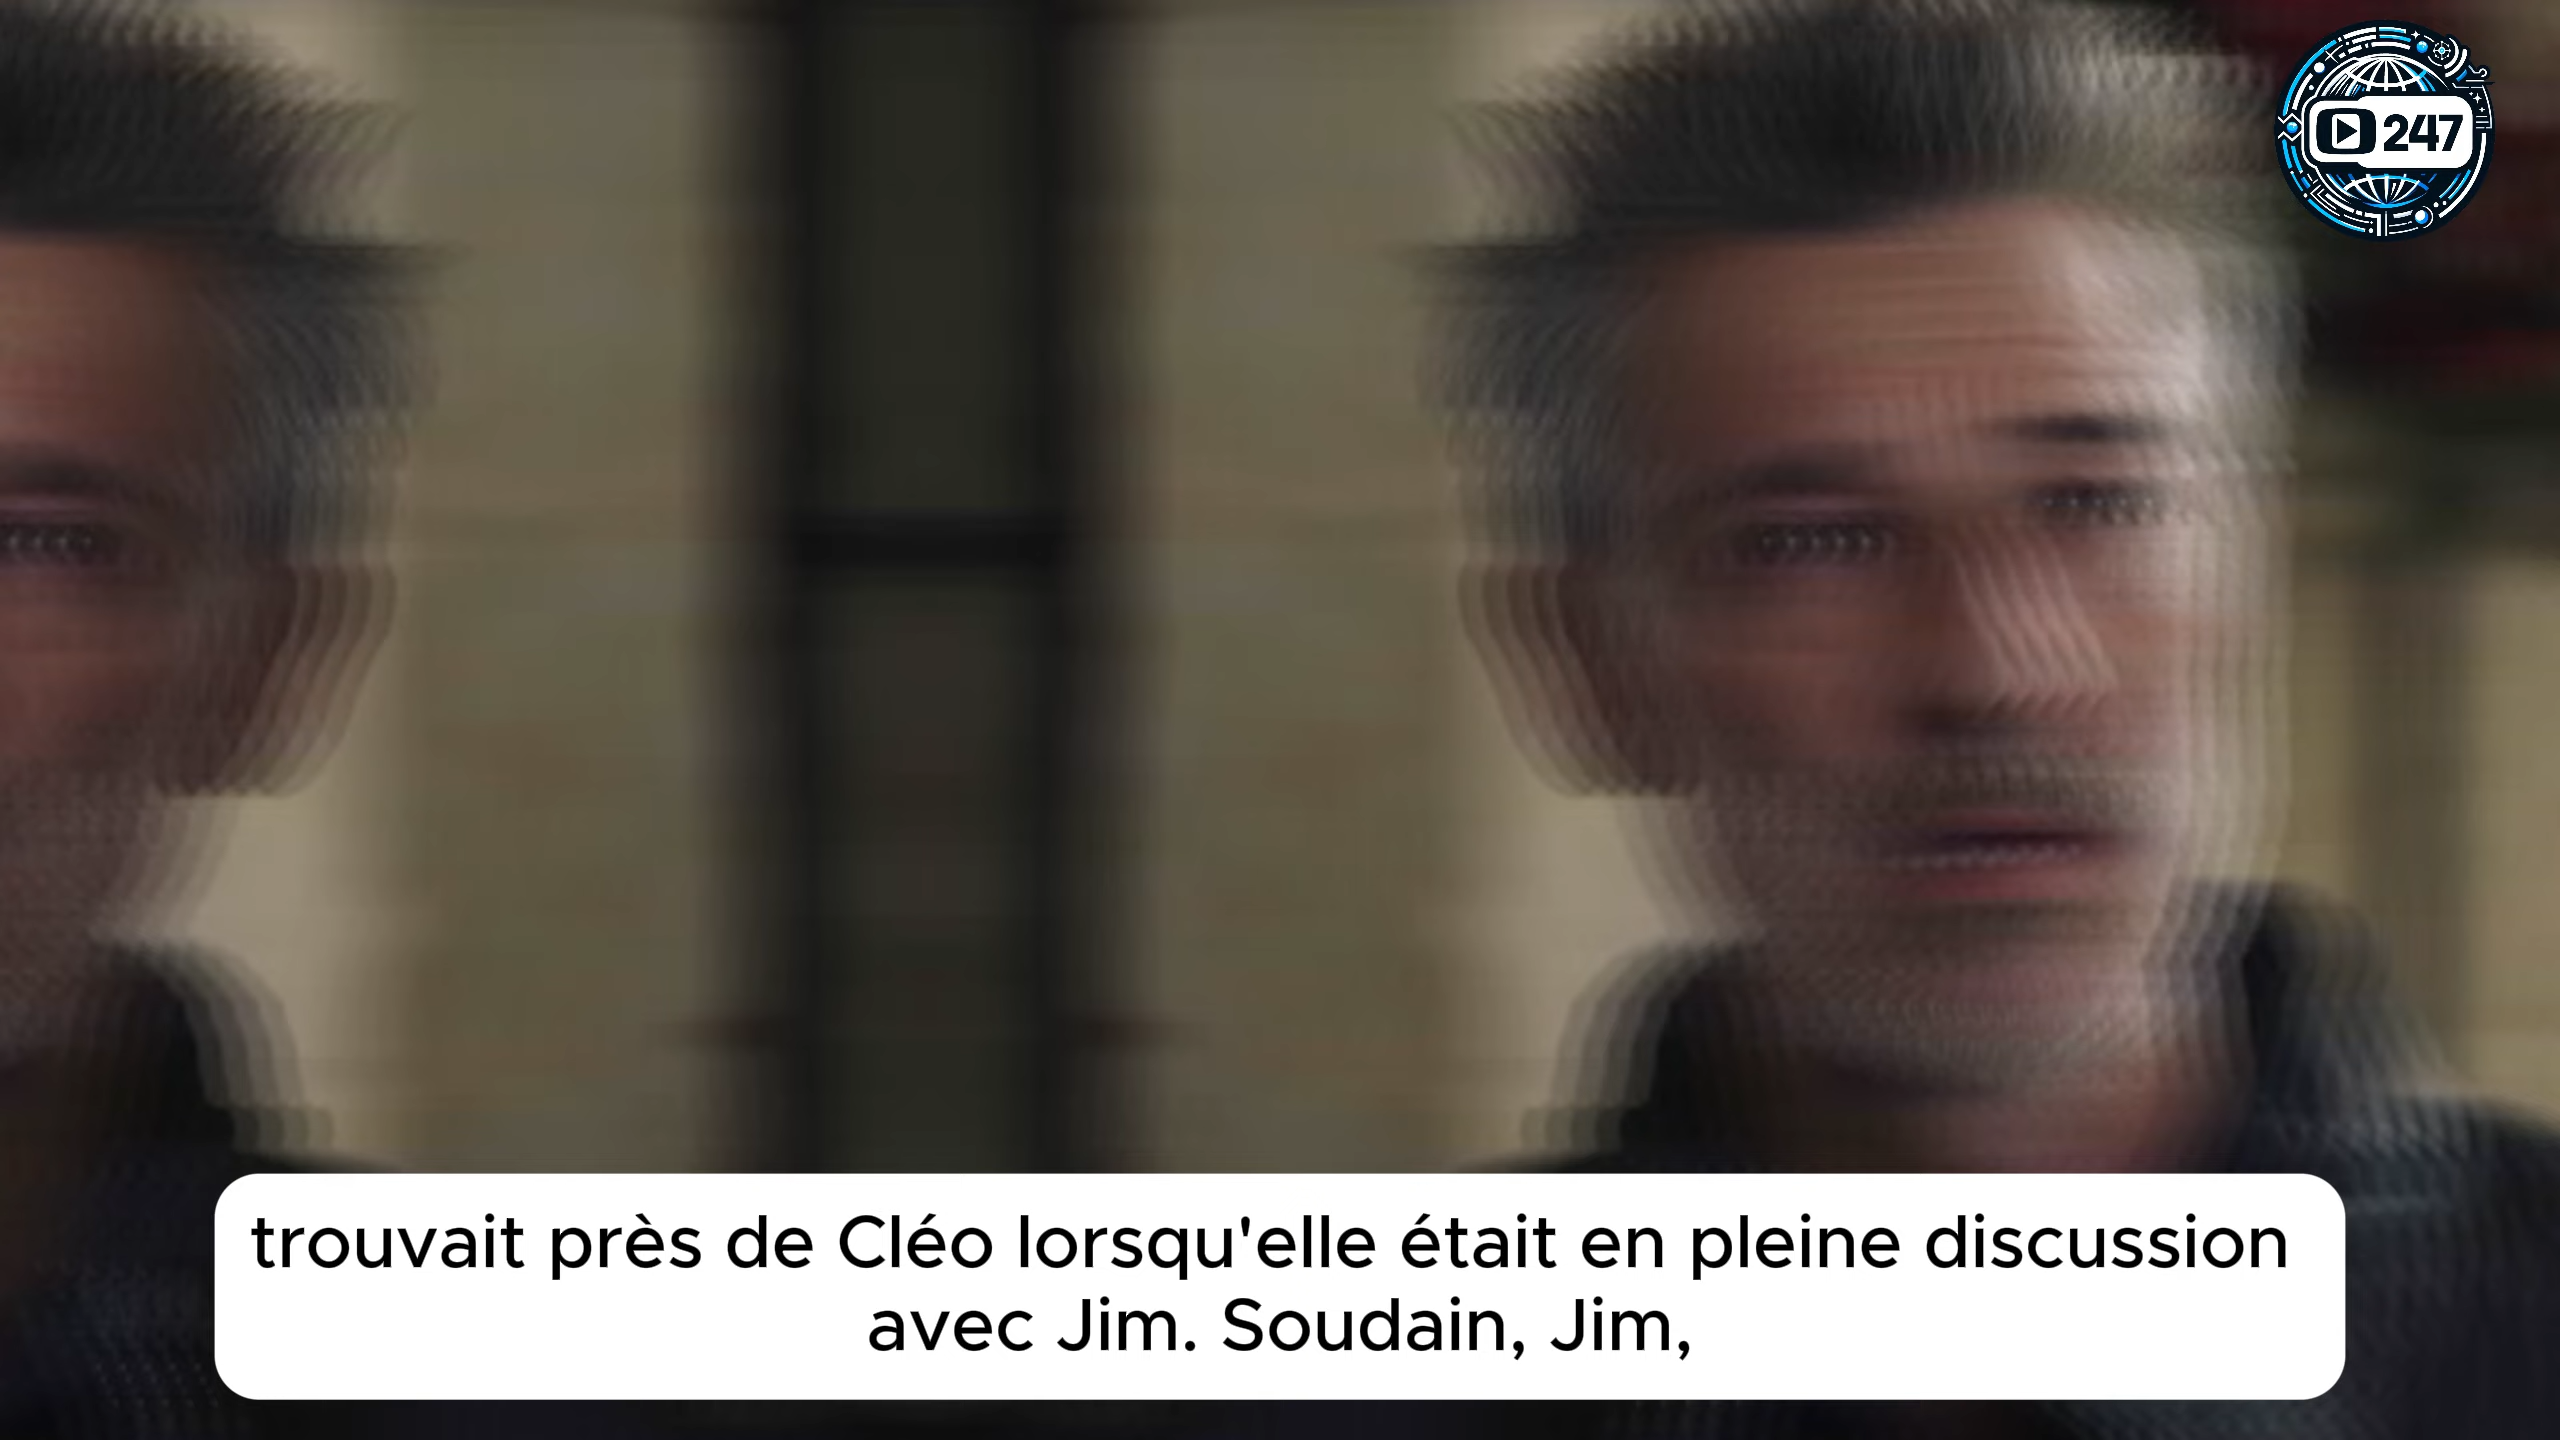 247
trouvait près de Cléo lorsqu'elle était en pleine discussion
avec Jim. Soudain, Jim,